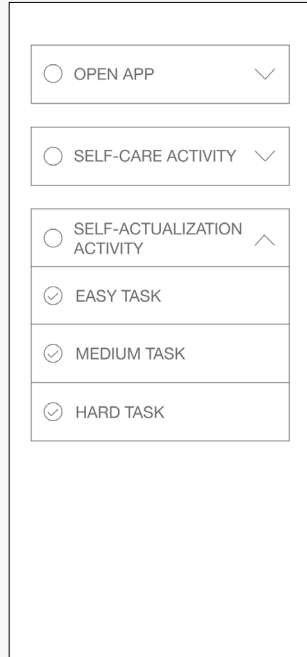 OPEN APP
SELF-CARE ACTIVITY
SELF-ACTUALIZATION
ACTIVITY
EASY TASK
MEDIUM TASK
HARD TASK